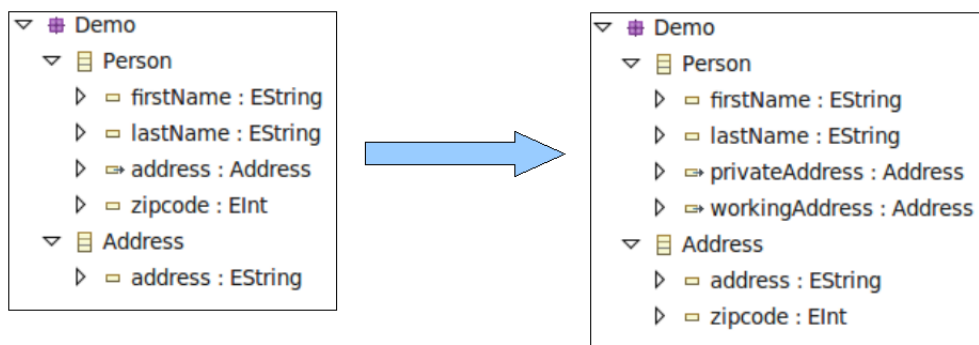 Demo
Person
firstName : EString
lastName : EString
address : Address
zipcode : EInt
Address
address : EString
Demo
Person
firstName : EString
lastName : EString
privateAddress : Address
workingAddress : Address
Address
address : EString
zipcode : EInt